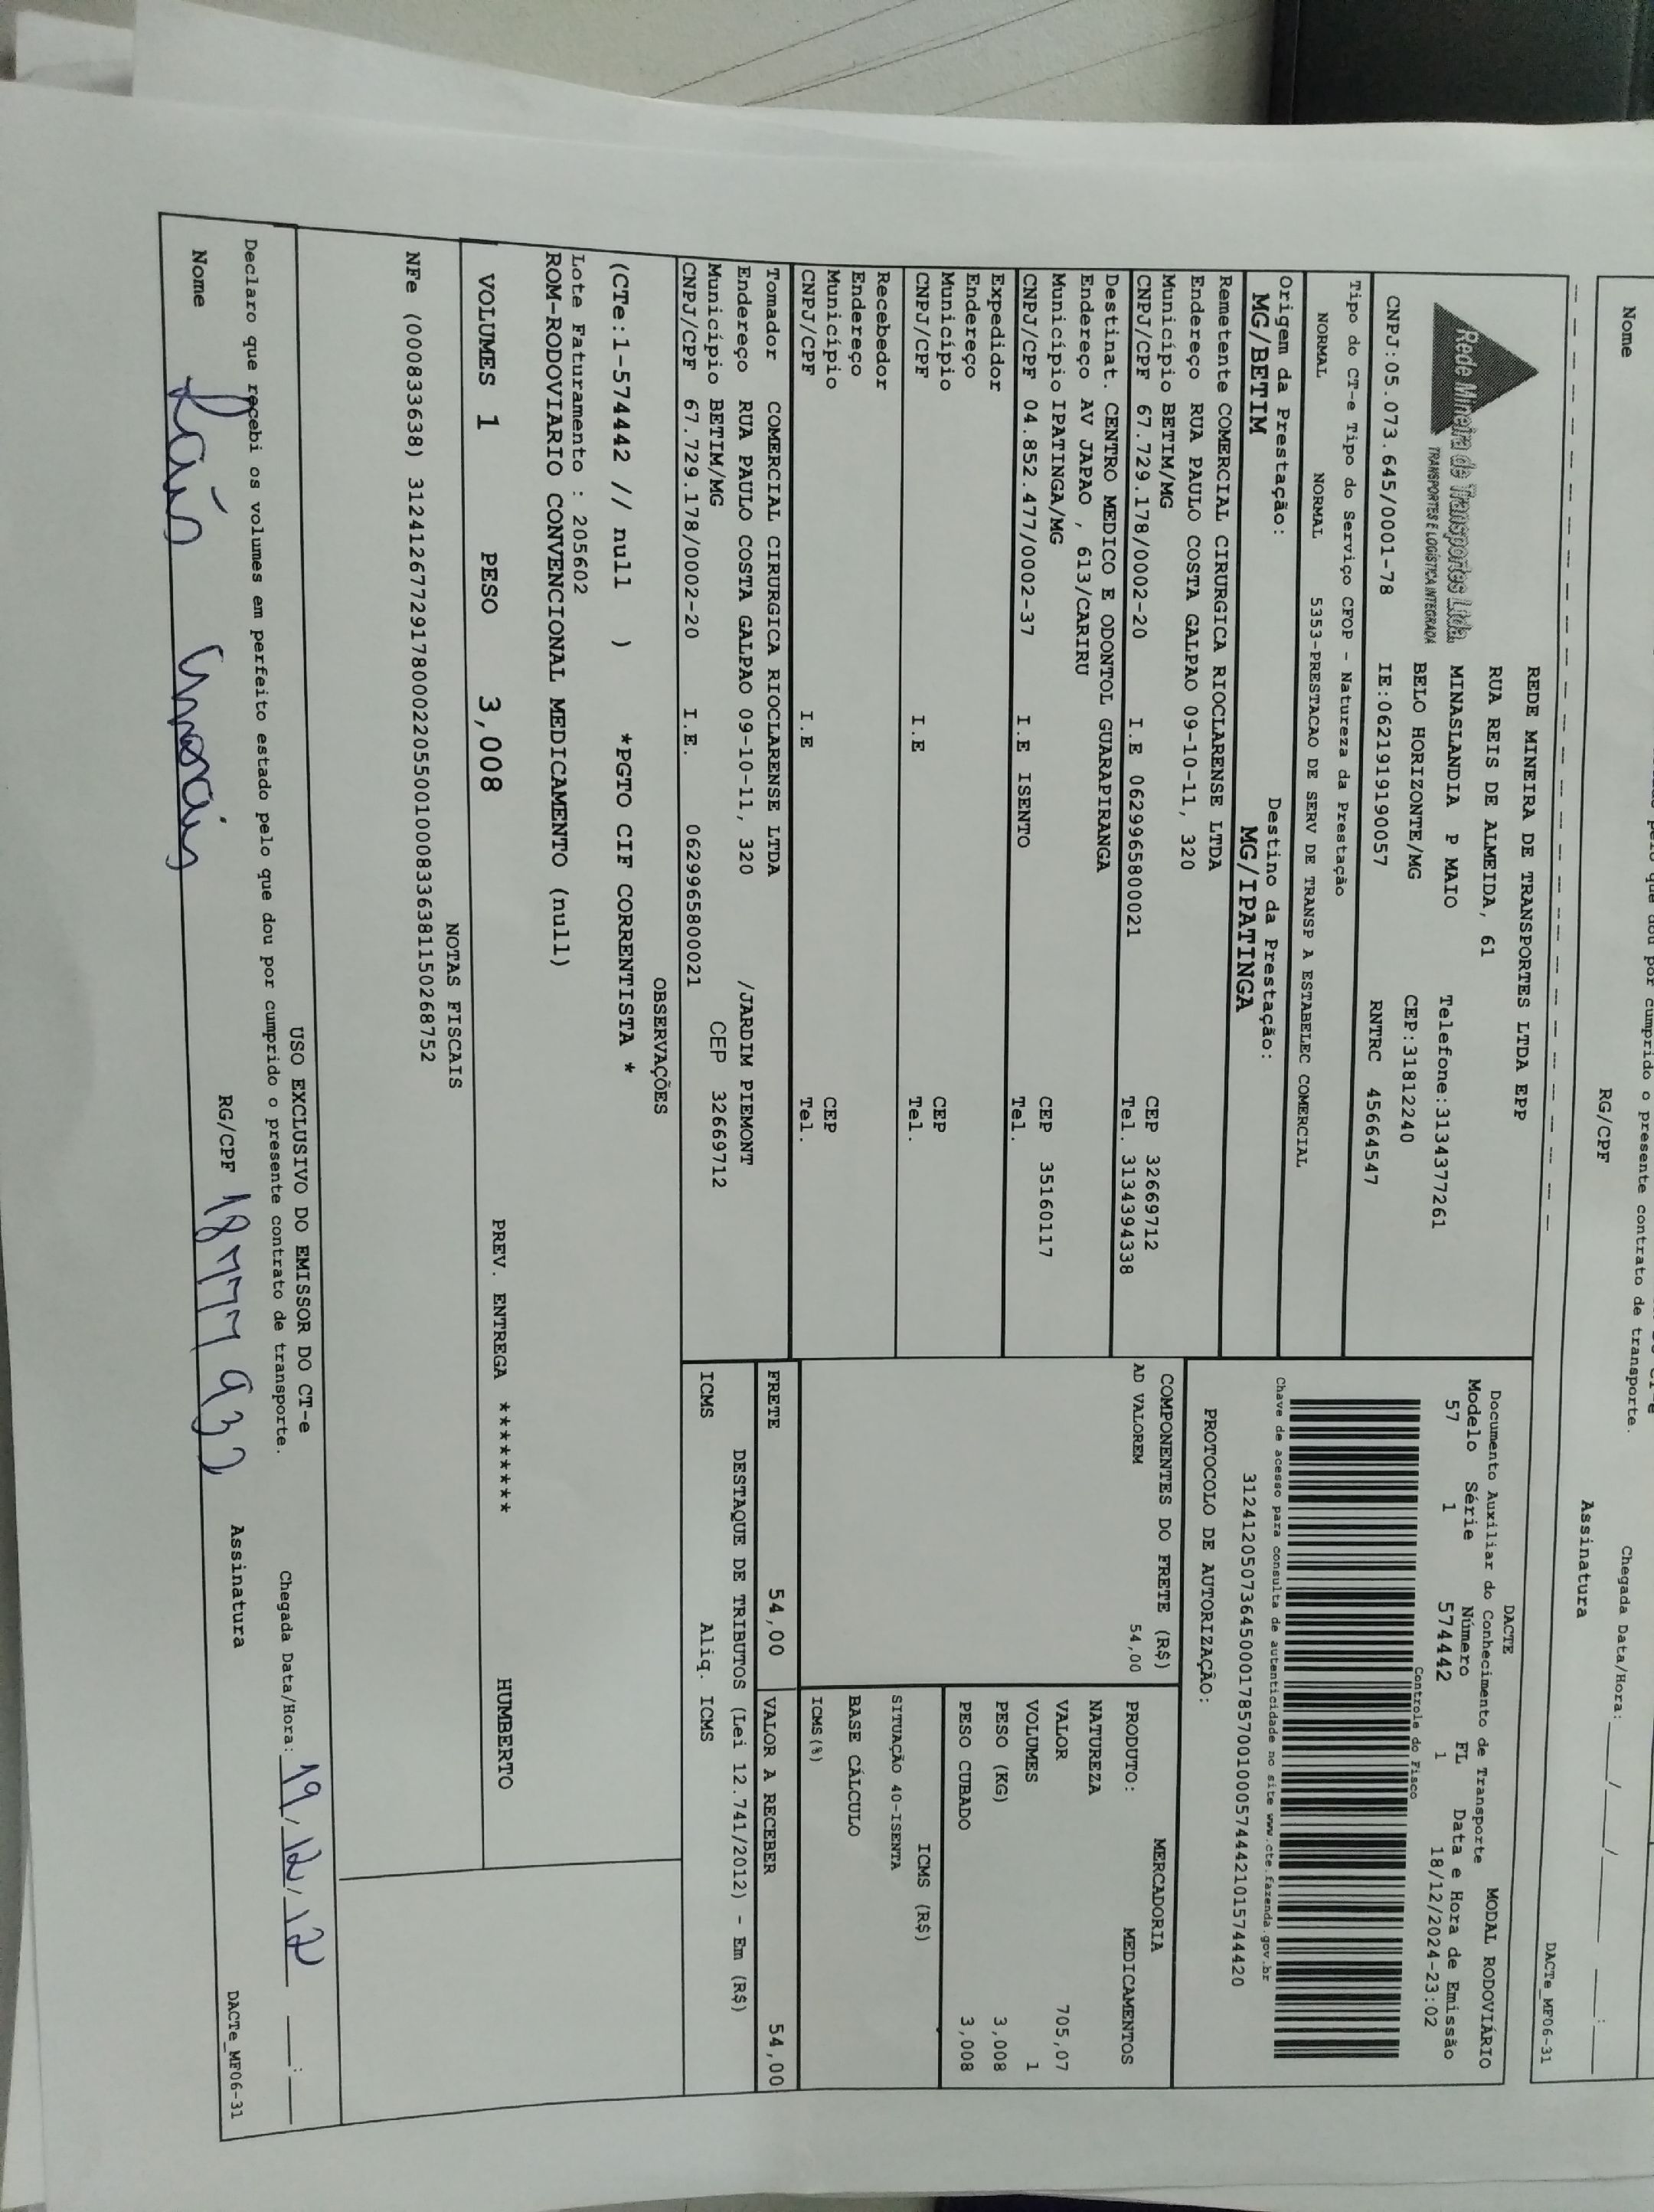 Nome
RG/CPF
presente contrato de transporte.
Chegada Data/Hora:
Assinatura
DACTe_MF06-31
Rede Mineira de Transportes Ltda.
TRANSPORTES E LOGÍSTICA INTEGRADA
REDE MINEIRA DE TRANSPORTES LTDA EPP
RUA REIS DE ALMEIDA, 61
MINASLANDIA P MAIO Telefone:3134377261
BELO HORIZONTE/MG CEP:31812240
CNPJ:05.073.645/0001-78 IE:0621919190057 RNTRC 45664547
DACTE
Documento Auxiliar do Conhecimento de Transporte MODAL RODOVIÁRIO
Modelo Série Número FL Data e Hora de Emissão
57 1 574442 1 18/12/2024-23:02
Controle do Fisco
Chave de acesso para consulta de autenticidade no site www.cte.fazenda.gov.br
31241205073645000178570010005744421015744420
PROTOCOLO DE AUTORIZAÇÃO:
Tipo do CT-e Tipo do Serviço CFOP - Natureza da Prestação
NORMAL NORMAL 5353-PRESTACAO DE SERV DE TRANSP A ESTABELEC COMERCIAL
Origem da Prestação: Destino da Prestação:
MG/BETIM MG/IPATINGA
Remetente COMERCIAL CIRURGICA RIOCLARENSE LTDA
Endereço RUA PAULO COSTA GALPAO 09-10-11, 320
Município BETIM/MG CEP 32669712
CNPJ/CPF 67.729.178/0002-20 I.E 0629965800021 Tel. 3134394338
Destinat. CENTRO MEDICO E ODONTOL GUARAPIRANGA
Endereço AV JAPAO , 613/CARIRU
Município IPATINGA/MG CEP 35160117
CNPJ/CPF 04.852.477/0002-37 I.E ISENTO Tel.
Expedidor
Endereço
Município CEP
CNPJ/CPF I.E Tel.
Recebedor
Endereço
Município CEP
CNPJ/CPF I.E Tel.
Tomador COMERCIAL CIRURGICA RIOCLARENSE LTDA
Endereço RUA PAULO COSTA GALPAO 09-10-11, 320 /JARDIM PIEMONT
Município BETIM/MG CEP 32669712
CNPJ/CPF 67.729.178/0002-20 I.E. 0629965800021
COMPONENTES DO FRETE (R$)
AD VALOREM 54,00
MERCADORIA
PRODUTO: MEDICAMENTOS
NATUREZA
VALOR 705,07
VOLUMES 1
PESO (KG) 3,008
PESO CUBADO 3,008
ICMS (R$)
SITUAÇÃO 40-ISENTA
BASE CÁLCULO
ICMS(%)
FRETE 54,00 VALOR A RECEBER 54,00
DESTAQUE DE TRIBUTOS (Lei 12.741/2012) - Em (R$)
ICMS Aliq. ICMS
OBSERVAÇÕES
(CTe:1-574442 // null ) *PGTO CIF CORRENTISTA *
Lote Faturamento : 205602
ROM-RODOVIARIO CONVENCIONAL MEDICAMENTO (null)
VOLUMES 1 PESO 3,008 PREV. ENTREGA ********* HUMBERTO
NOTAS FISCAIS
NFe (000833638) 31241267729178000220550010008336381150268752
USO EXCLUSIVO DO EMISSOR DO CT-e
Declaro que recebi os volumes em perfeito estado pelo que dou por cumprido o presente contrato de transporte.
Chegada Data/Hora: 19/12/12 :
Nome
RG/CPF 18777932 Assinatura
DACTe_MF06-31